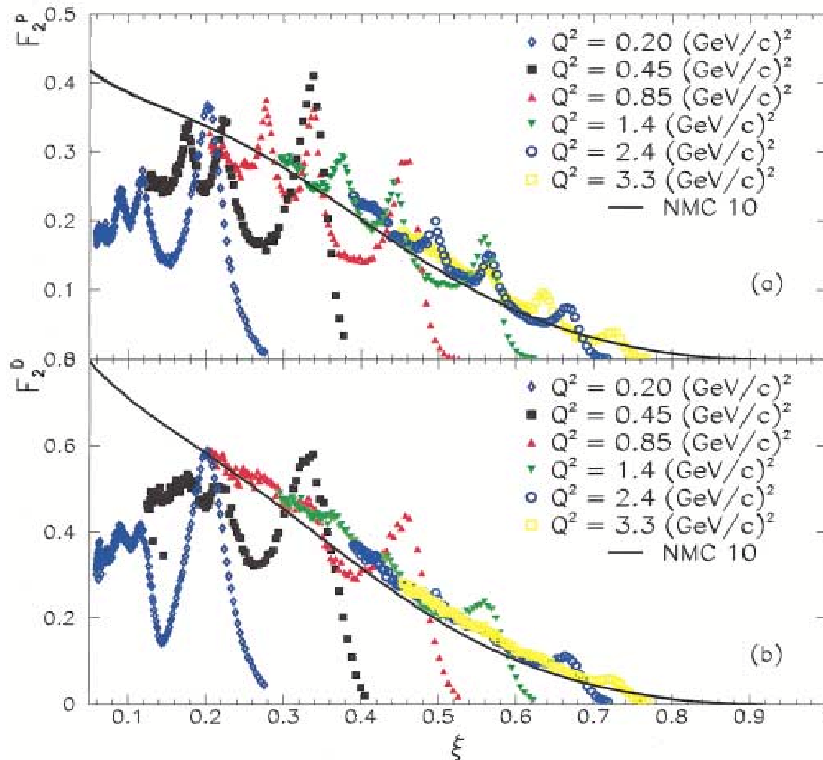 F₂ᴾ
0.5
0.4
0.3
0.2
0.1
0.8
Q² = 0.20 (GeV/c)²
Q² = 0.45 (GeV/c)²
Q² = 0.85 (GeV/c)²
Q² = 1.4 (GeV/c)²
Q² = 2.4 (GeV/c)²
Q² = 3.3 (GeV/c)²
NMC 10
(a)
F₂ᴰ
0.6
0.4
0.2
0
Q² = 0.20 (GeV/c)²
Q² = 0.45 (GeV/c)²
Q² = 0.85 (GeV/c)²
Q² = 1.4 (GeV/c)²
Q² = 2.4 (GeV/c)²
Q² = 3.3 (GeV/c)²
NMC 10
(b)
0.1 0.2 0.3 0.4 0.5 0.6 0.7 0.8 0.9
ξ